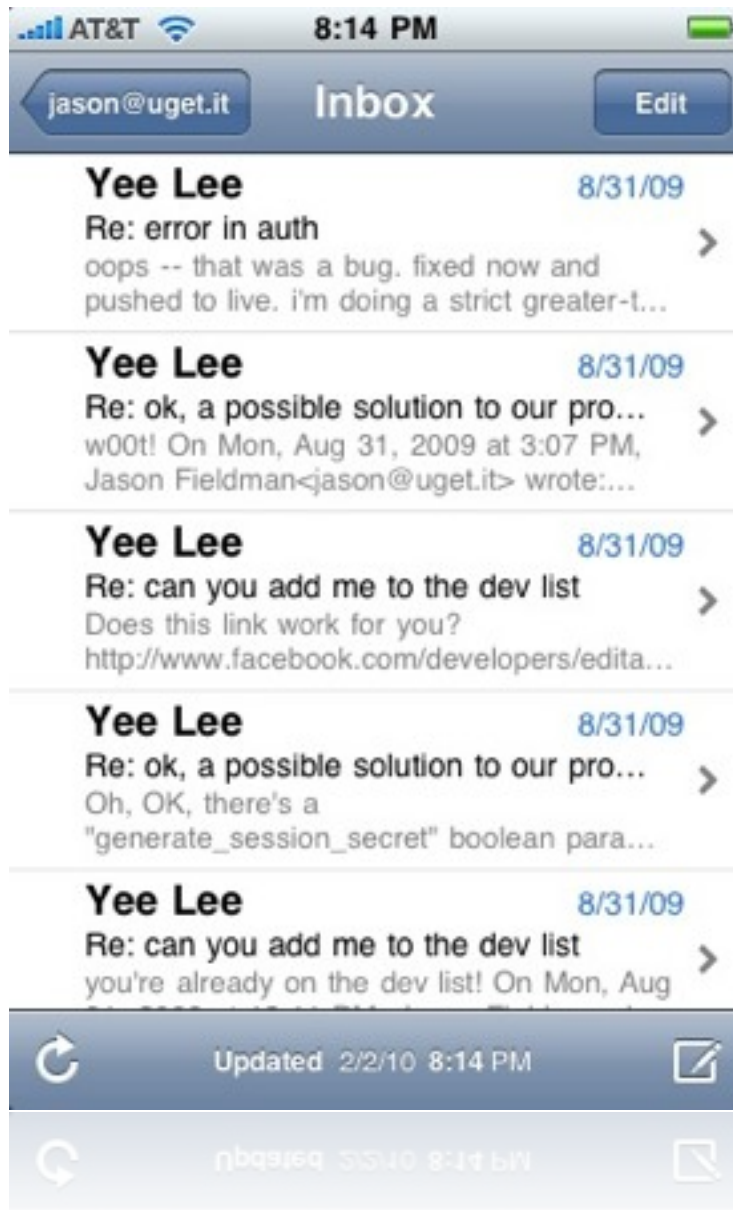 AT&T 8:14 PM
jason@uget.it Inbox Edit
Yee Lee 8/31/09
Re: error in auth
oops -- that was a bug. fixed now and
pushed to live. i'm doing a strict greater-t...
Yee Lee 8/31/09
Re: ok, a possible solution to our pro...
w00t! On Mon, Aug 31, 2009 at 3:07 PM,
Jason Fieldman<jason@uget.it> wrote:...
Yee Lee 8/31/09
Re: can you add me to the dev list
Does this link work for you?
http://www.facebook.com/developers/edita...
Yee Lee 8/31/09
Re: ok, a possible solution to our pro...
Oh, OK, there's a
"generate_session_secret" boolean para...
Yee Lee 8/31/09
Re: can you add me to the dev list
you're already on the dev list! On Mon, Aug
Updated 2/2/10 8:14 PM